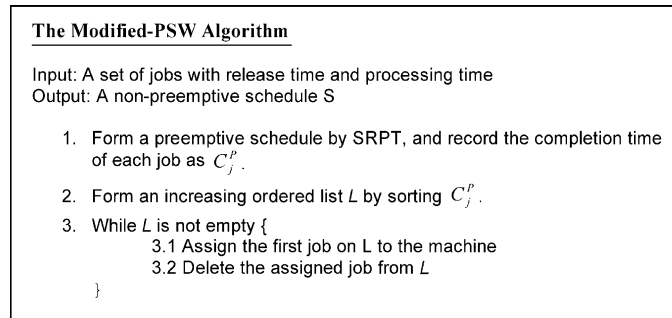 The Modified-PSW Algorithm
Input: A set of jobs with release time and processing time
Output: A non-preemptive schedule S
1. Form a preemptive schedule by SRPT, and record the completion time
of each job as C_j^P .
2. Form an increasing ordered list L by sorting C_j^P .
3. While L is not empty {
3.1 Assign the first job on L to the machine
3.2 Delete the assigned job from L
}